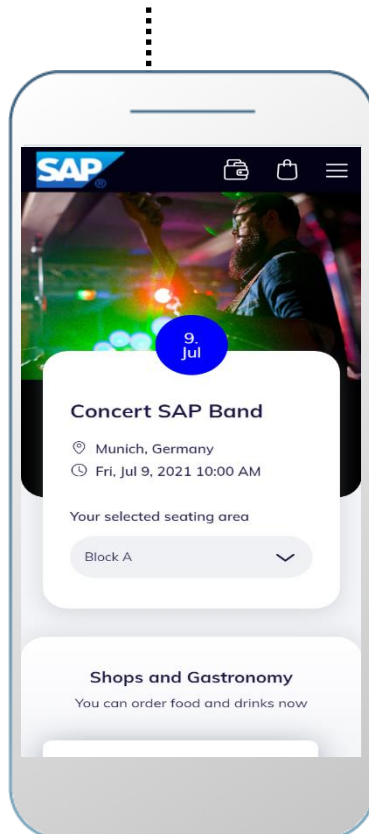 SAP
®
9.
Jul
Concert SAP Band
Munich, Germany
Fri, Jul 9, 2021 10:00 AM
Your selected seating area
Block A
Shops and Gastronomy
You can order food and drinks now